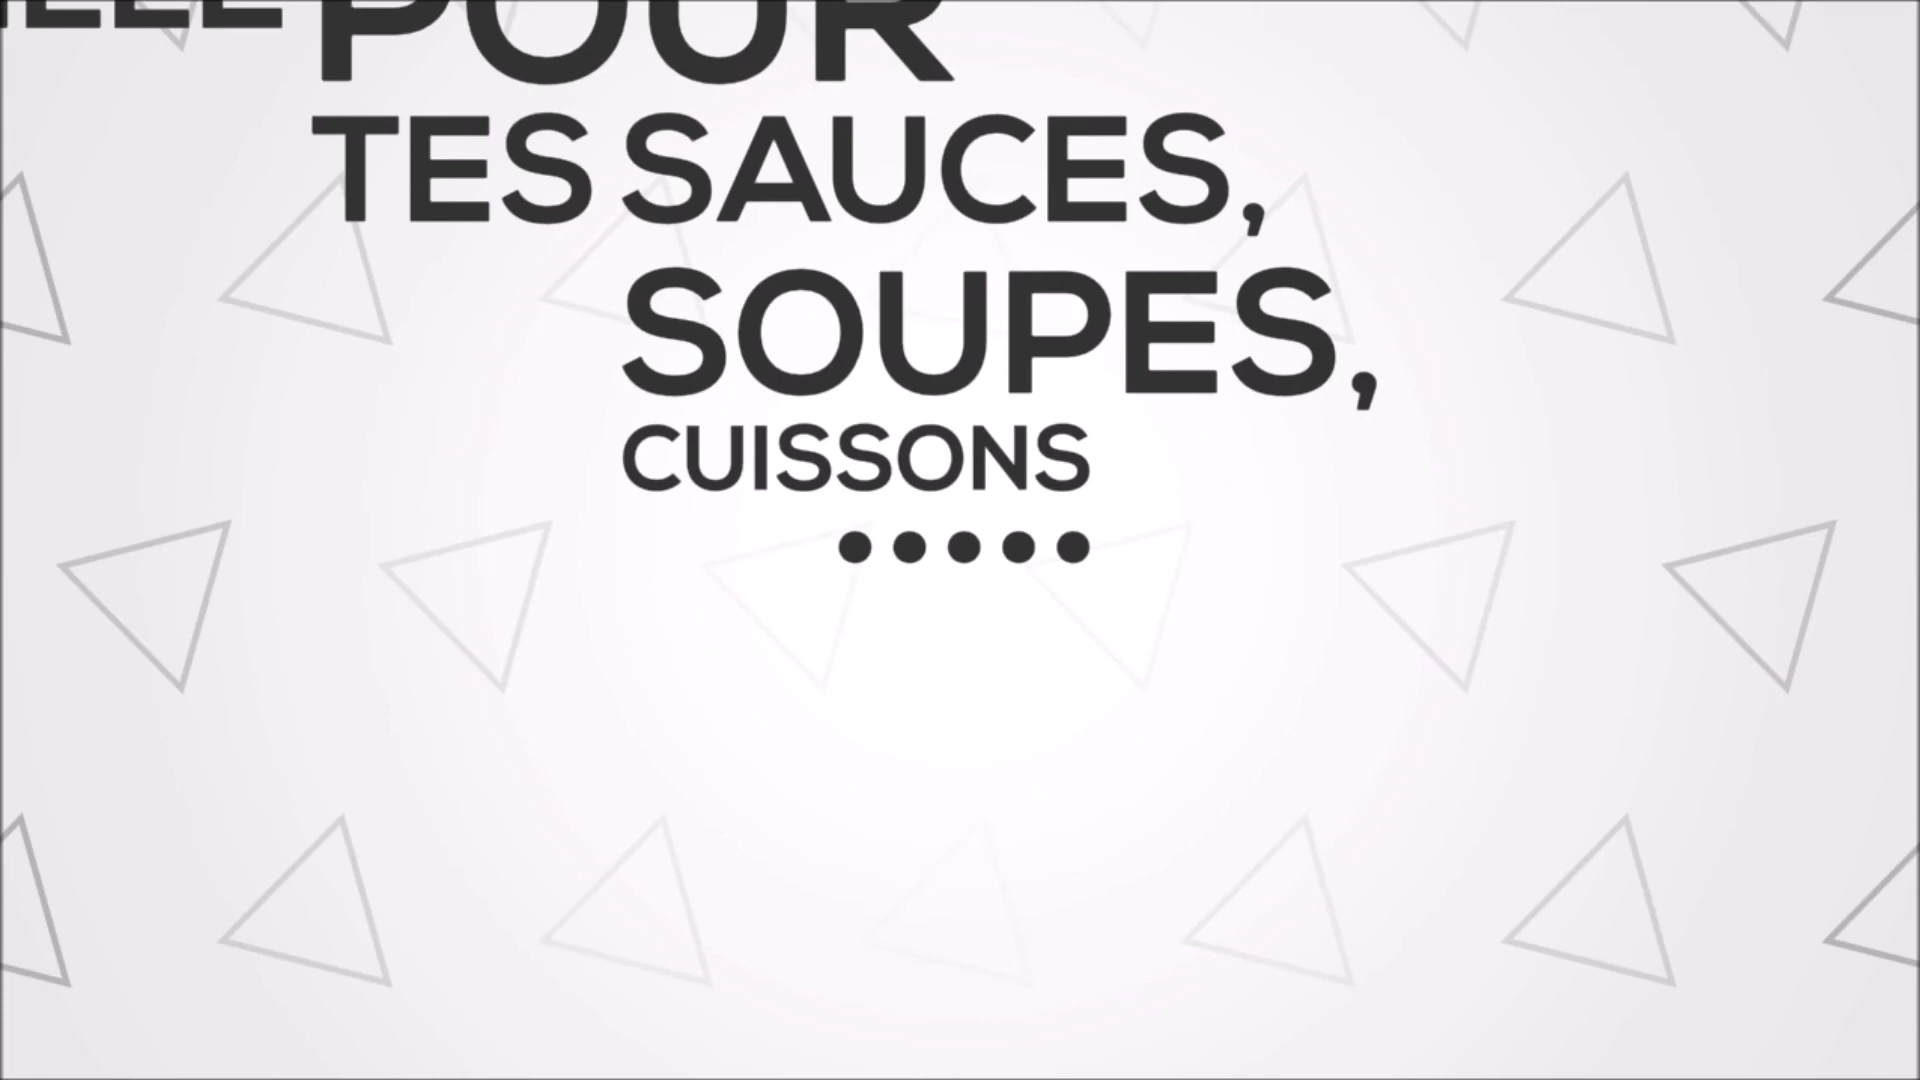 POUR
TES SAUCES,
SOUPES,
CUISSONS
.....